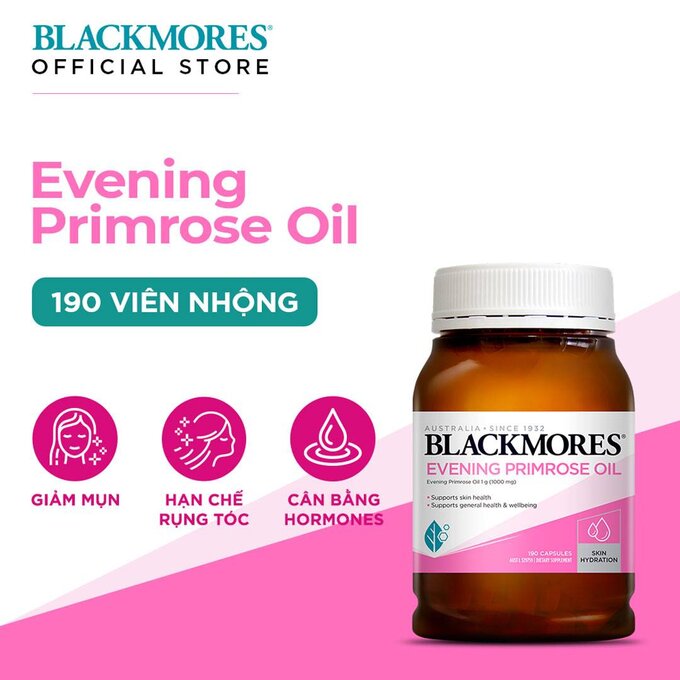 BLACKMORES®
OFFICIAL STORE
Evening
Primrose Oil
190 VIÊN NHỘNG
GIẢM MỤN
HẠN CHẾ
RỤNG TÓC
CÂN BẰNG
HORMONES
AUSTRALIA • SINCE 1932
BLACKMORES®
EVENING PRIMROSE OIL
Evening Primrose Oil 1 g (1000 mg)
• Supports skin health
• Supports general health & wellbeing
190 CAPSULES
DIETARY SUPPLEMENT
SKIN
HYDRATION